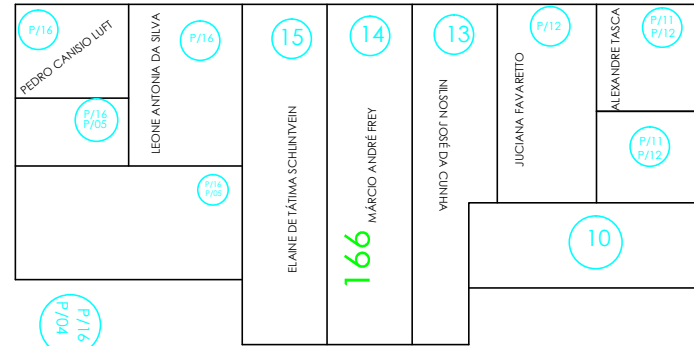 P/16
PEDRO CANISIO LUFT
P/16
P/05
LEONE ANTONIA DA SILVA
P/16
P/16
P/05
P/16
P/04
15
ELAINE DE TÁTIMA SCHLINTVEIN
14
MÁRCIO ANDRÉ FREY
166
13
NILSON JOSÉ DA CUNHA
P/12
JUCIANA FAVARETTO
ALEXANDRE TASCA
P/11
P/12
P/11
P/12
10